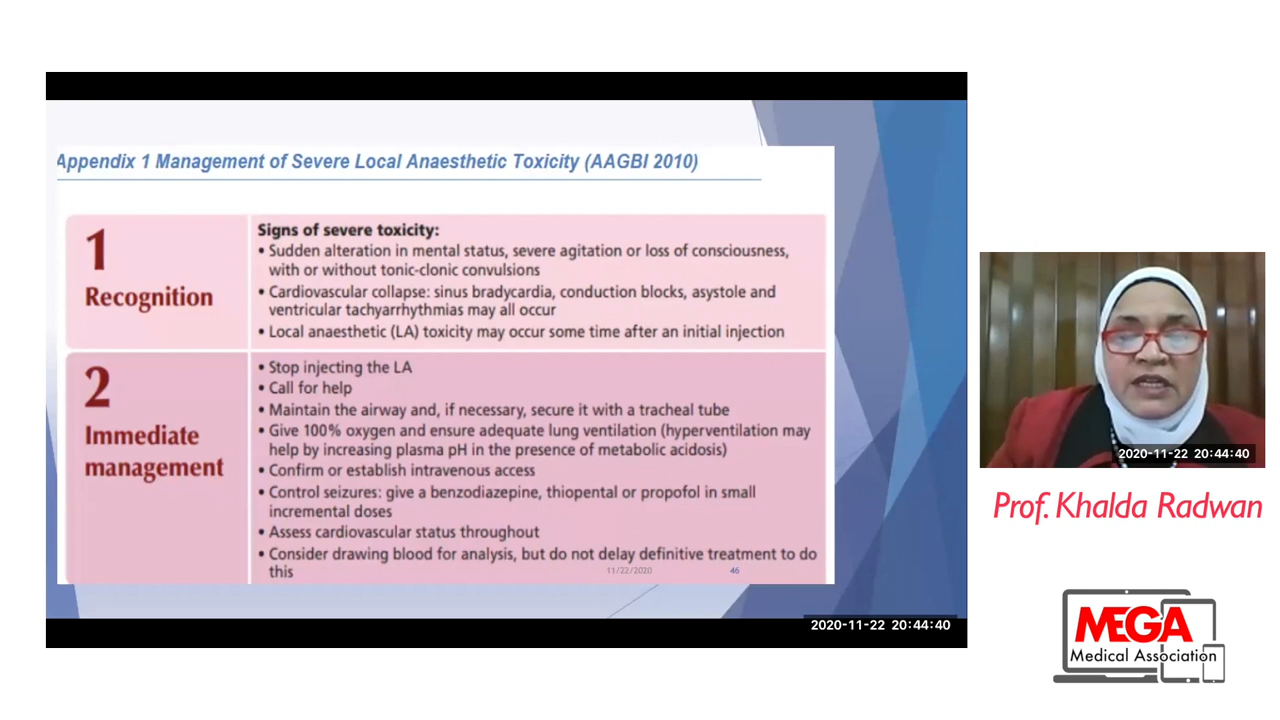 Appendix 1 Management of Severe Local Anaesthetic Toxicity (AAGBI 2010)
1
Recognition
Signs of severe toxicity:
• Sudden alteration in mental status, severe agitation or loss of consciousness,
with or without tonic-clonic convulsions
• Cardiovascular collapse: sinus bradycardia, conduction blocks, asystole and
ventricular tachyarrhythmias may all occur
• Local anaesthetic (LA) toxicity may occur some time after an initial injection
2
Immediate
management
• Stop injecting the LA
• Call for help
• Maintain the airway and, if necessary, secure it with a tracheal tube
• Give 100% oxygen and ensure adequate lung ventilation (hyperventilation may
help by increasing plasma pH in the presence of metabolic acidosis)
• Confirm or establish intravenous access
• Control seizures: give a benzodiazepine, thiopental or propofol in small
incremental doses
• Assess cardiovascular status throughout
• Consider drawing blood for analysis, but do not delay definitive treatment to do
this
11/22/2020
46
2020-11-22 20:44:40
2020-11-22 20:44:40
Prof. Khalda Radwan
MEGA
Medical Association